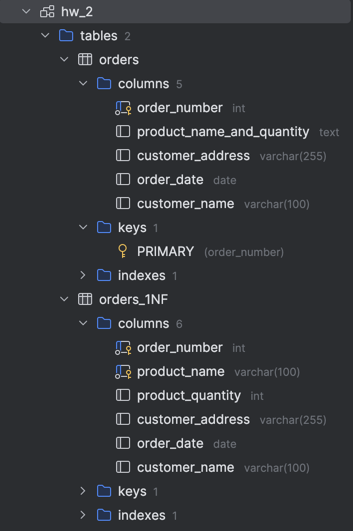 hw_2
tables 2
orders
columns 5
order_number int
product_name_and_quantity text
customer_address varchar(255)
order_date date
customer_name varchar(100)
keys 1
PRIMARY (order_number)
indexes 1
orders_1NF
columns 6
order_number int
product_name varchar(100)
product_quantity int
customer_address varchar(255)
order_date date
customer_name varchar(100)
keys 1
indexes 1